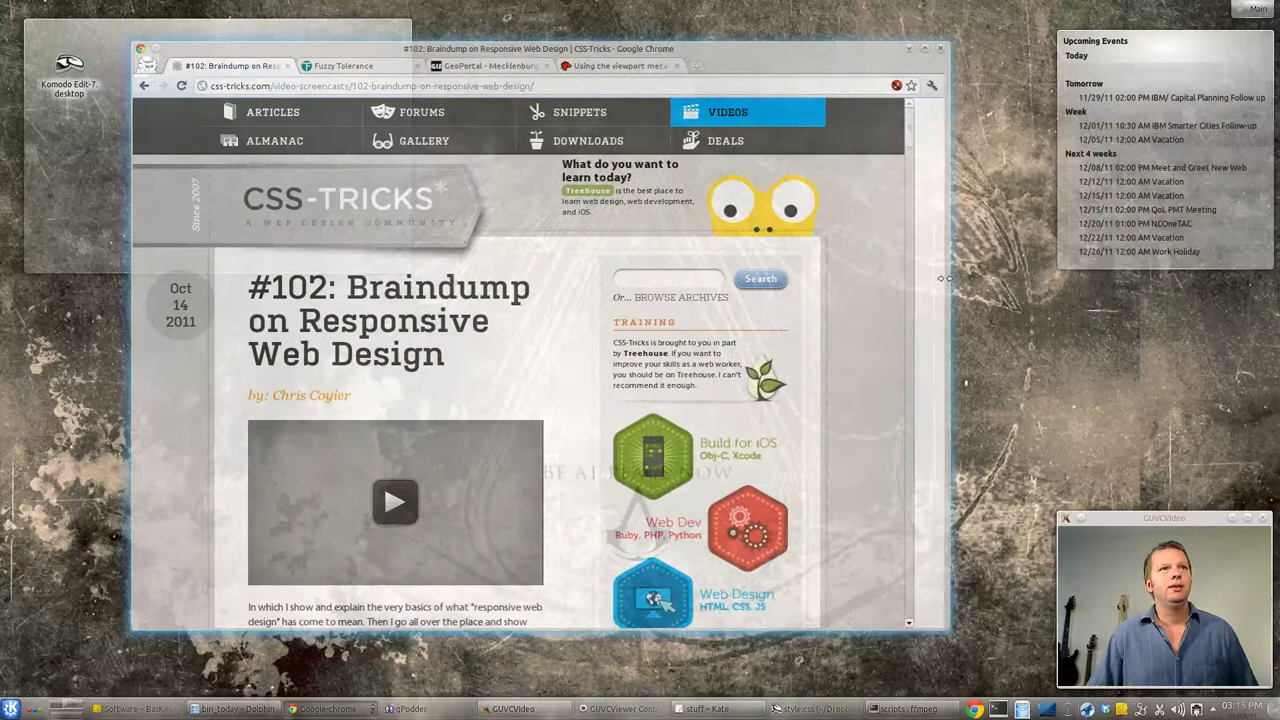 Main
Komodo Edit-7.
desktop
#102: Braindump on Responsive Web Design | CSS-Tricks - Google Chrome
#102: Braindump on Res
Fuzzy Tolerance
GeoPortal - Mecklenburg
Using the viewport meta
css-tricks.com/video-screencasts/102-braindump-on-responsive-web-design/
ARTICLES
FORUMS
SNIPPETS
VIDEOS
ALMANAC
GALLERY
DOWNLOADS
DEALS
Since 2007
CSS-TRICKS*
A WEB DESIGN COMMUNITY
What do you want to
learn today?
Treehouse is the best place to
learn web design, web development,
and iOS.
Oct
14
2011
#102: Braindump
on Responsive
Web Design
by: Chris Coyier
In which I show and explain the very basics of what "responsive web
design" has come to mean. Then I go all over the place and show
Search
Or... BROWSE ARCHIVES
TRAINING
CSS-Tricks is brought to you in part
by Treehouse. If you want to
improve your skills as a web worker,
you should be on Treehouse. I can't
recommend it enough.
Build for iOS
Obj-C, Xcode
Web Dev
Ruby, PHP, Python
Web Design
HTML, CSS, JS
Upcoming Events
Today
Tomorrow
11/29/11 02:00 PM IBM/ Capital Planning Follow up
Week
12/01/11 10:30 AM IBM Smarter Cities Follow-up
12/05/11 12:00 AM Vacation
Next 4 weeks
12/08/11 02:00 PM Meet and Greet New Web
12/12/11 12:00 AM Vacation
12/15/11 12:00 AM Vacation
12/15/11 02:00 PM QoL PMT Meeting
12/20/11 01:00 PM NCOneTAC
12/22/11 12:00 AM Vacation
12/26/11 12:00 AM Work Holiday
GUVCVideo
Software – BasKet
bin_today – Dolphin
Google-chrome
qPodder
GUVCVideo
GUVCViewer Cont
stuff – Kate
style.css (~/Drop
scripts : ffmpeg
03:15 PM